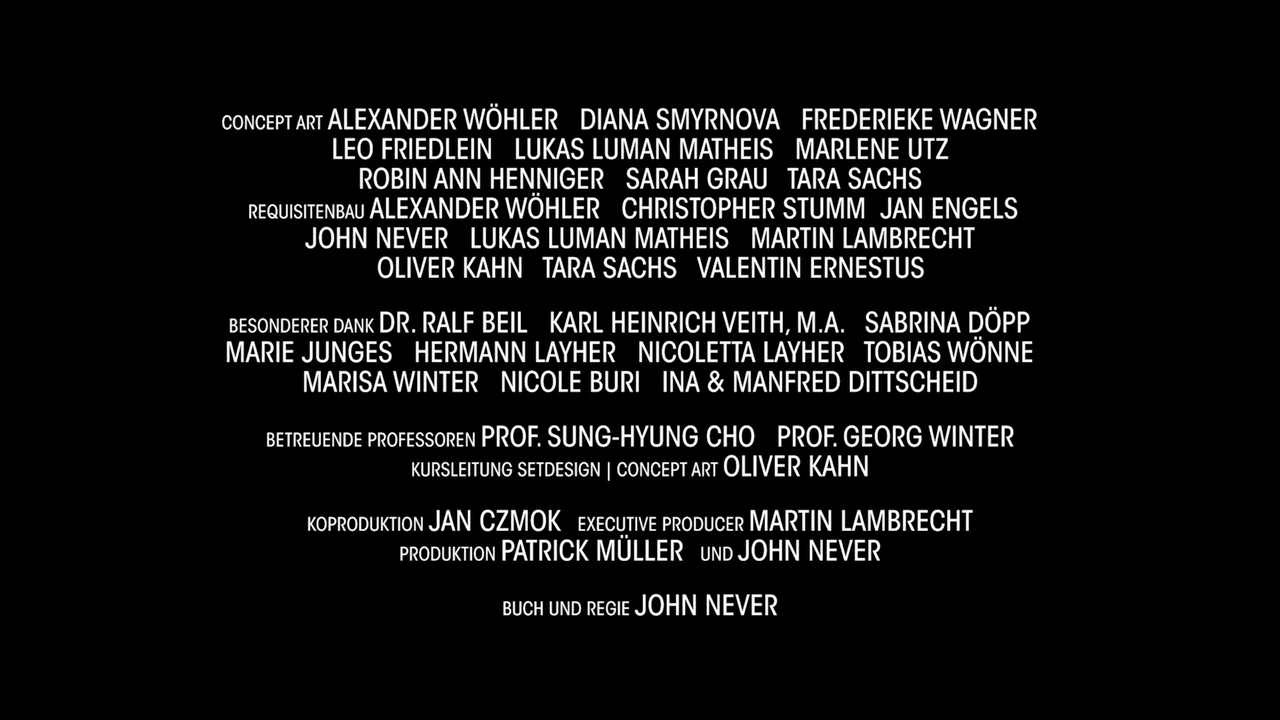 CONCEPT ART ALEXANDER WÖHLER DIANA SMYRNOVA FREDERIEKE WAGNER
LEO FRIEDLEIN LUKAS LUMAN MATHEIS MARLENE UTZ
ROBIN ANN HENNIGER SARAH GRAU TARA SACHS
REQUISITENBAU ALEXANDER WÖHLER CHRISTOPHER STUMM JAN ENGELS
JOHN NEVER LUKAS LUMAN MATHEIS MARTIN LAMBRECHT
OLIVER KAHN TARA SACHS VALENTIN ERNESTUS
BESONDERER DANK DR. RALF BEIL KARL HEINRICH VEITH, M.A. SABRINA DÖPP
MARIE JUNGES HERMANN LAYHER NICOLETTA LAYHER TOBIAS WÖNNE
MARISA WINTER NICOLE BURI INA & MANFRED DITTSCHEID
BETREUENDE PROFESSOREN PROF. SUNG-HYUNG CHO PROF. GEORG WINTER
KURSLEITUNG SETDESIGN | CONCEPT ART OLIVER KAHN
KOPRODUKTION JAN CZMOK EXECUTIVE PRODUCER MARTIN LAMBRECHT
PRODUKTION PATRICK MÜLLER UND JOHN NEVER
BUCH UND REGIE JOHN NEVER